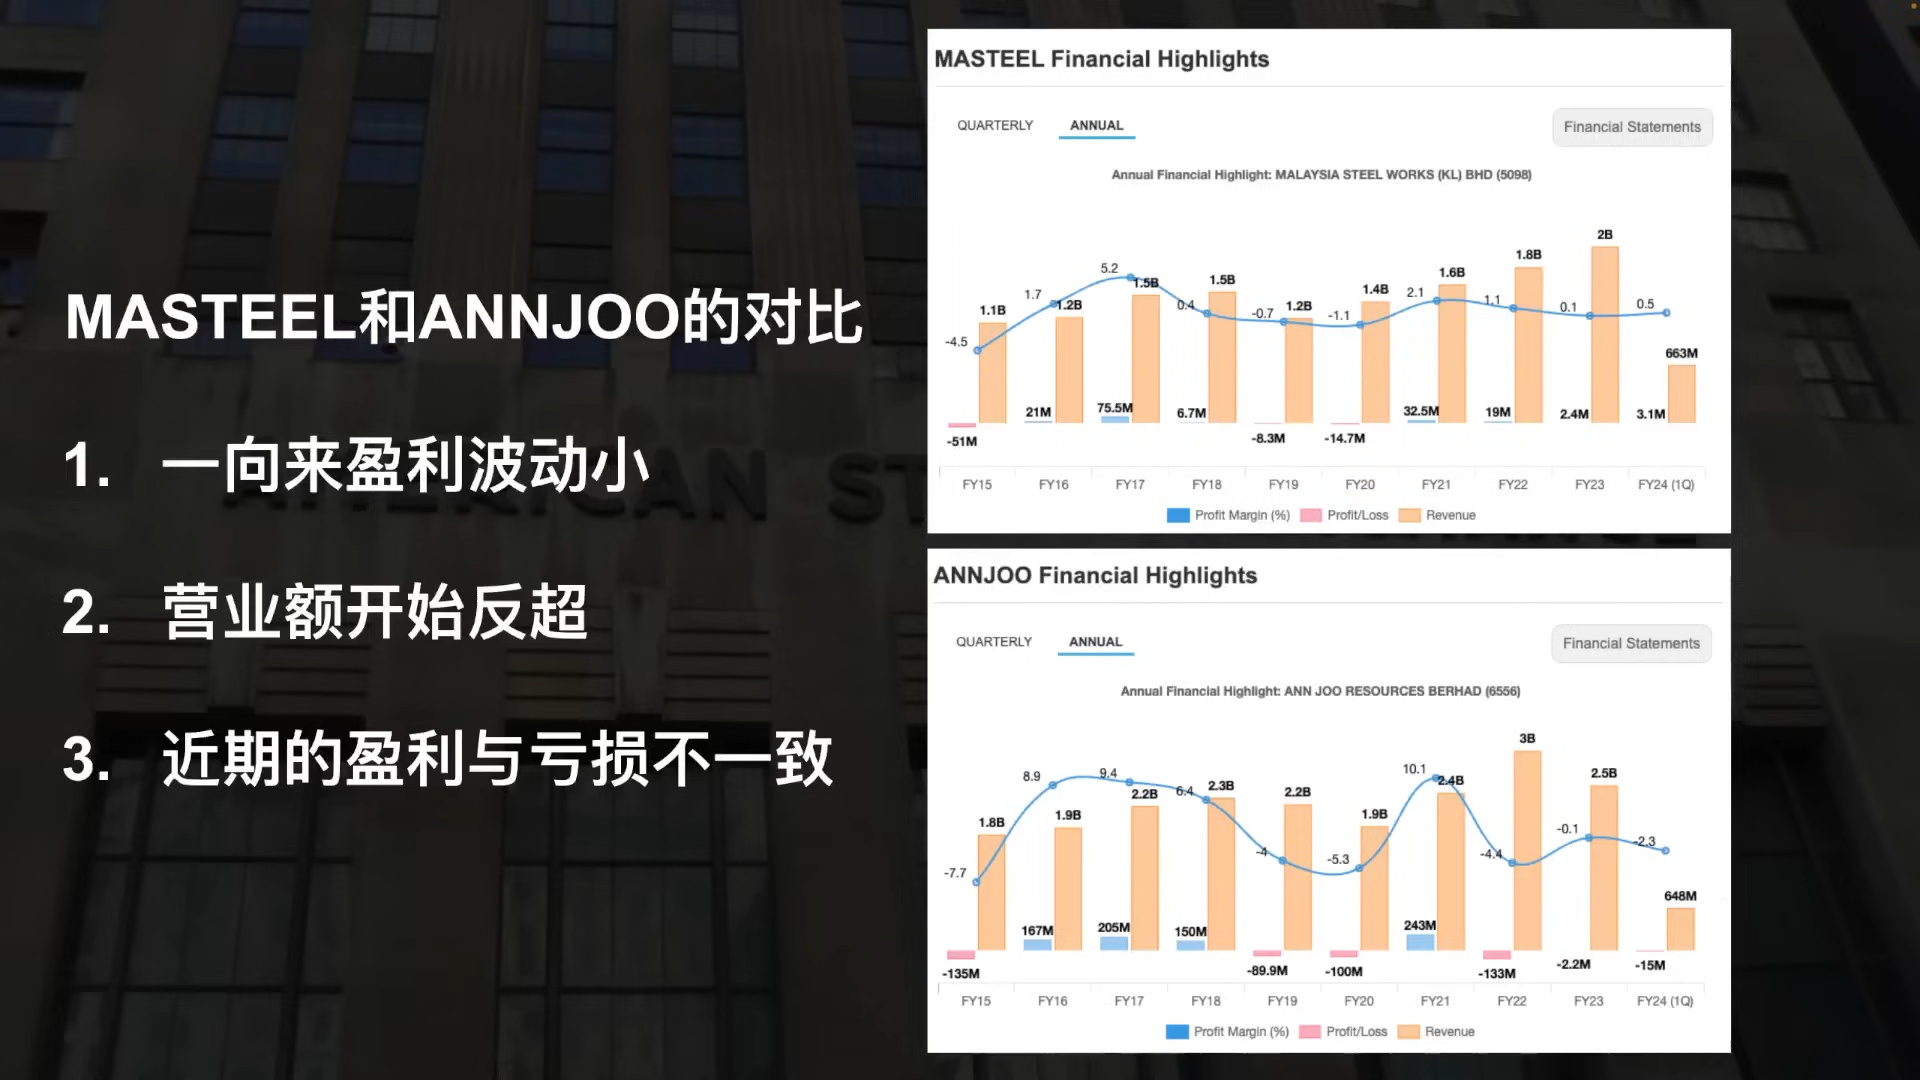 MASTEEL和ANNJOO的对比
1. 一向来盈利波动小
2. 营业额开始反超
3. 近期的盈利与亏损不一致
MASTEEL Financial Highlights
QUARTERLY ANNUAL Financial Statements
Annual Financial Highlight: MALAYSIA STEEL WORKS (KL) BHD (5098)
2B
1.8B
5.2 1.5B 1.5B 1.6B
1.7 1.2B 0.4 1.4B 2.1 1.1 0.1 0.5
1.1B -0.7 1.2B -1.1
-4.5 663M
21M 75.5M 6.7M 32.5M 19M 2.4M 3.1M
-51M -8.3M -14.7M
FY15 FY16 FY17 FY18 FY19 FY20 FY21 FY22 FY23 FY24 (1Q)
Profit Margin (%) Profit/Loss Revenue
ANNJOO Financial Highlights
QUARTERLY ANNUAL Financial Statements
Annual Financial Highlight: ANN JOO RESOURCES BERHAD (6556)
3B
8.9 9.4 10.1 2.4B 2.5B
2.2B 6.4 2.3B 2.2B
1.8B 1.9B 1.9B -0.1
-7.7 -4 -5.3 -4.4 -2.3
648M
167M 205M 150M 243M
-135M -89.9M -100M -133M -2.2M -15M
FY15 FY16 FY17 FY18 FY19 FY20 FY21 FY22 FY23 FY24 (1Q)
Profit Margin (%) Profit/Loss Revenue